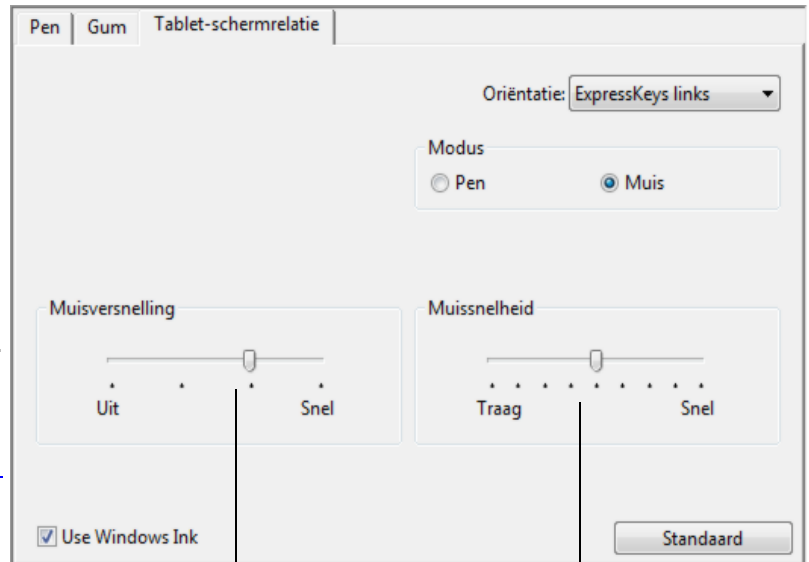 Pen Gum Tablet-schermrelatie
Oriëntatie: ExpressKeys links
Modus
Pen Muis
Muisversnelling Muissnelheid
Uit Snel Traag Snel
Use Windows Ink Standaard